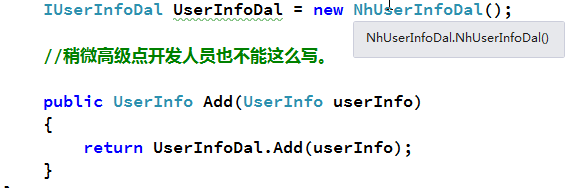 IUserInfoDal UserInfoDal = new NhUserInfoDal();
NhUserInfoDal.NhUserInfoDal()
//稍微高级点开发人员也不能这么写。
public UserInfo Add(UserInfo userInfo)
{
return UserInfoDal.Add(userInfo);
}